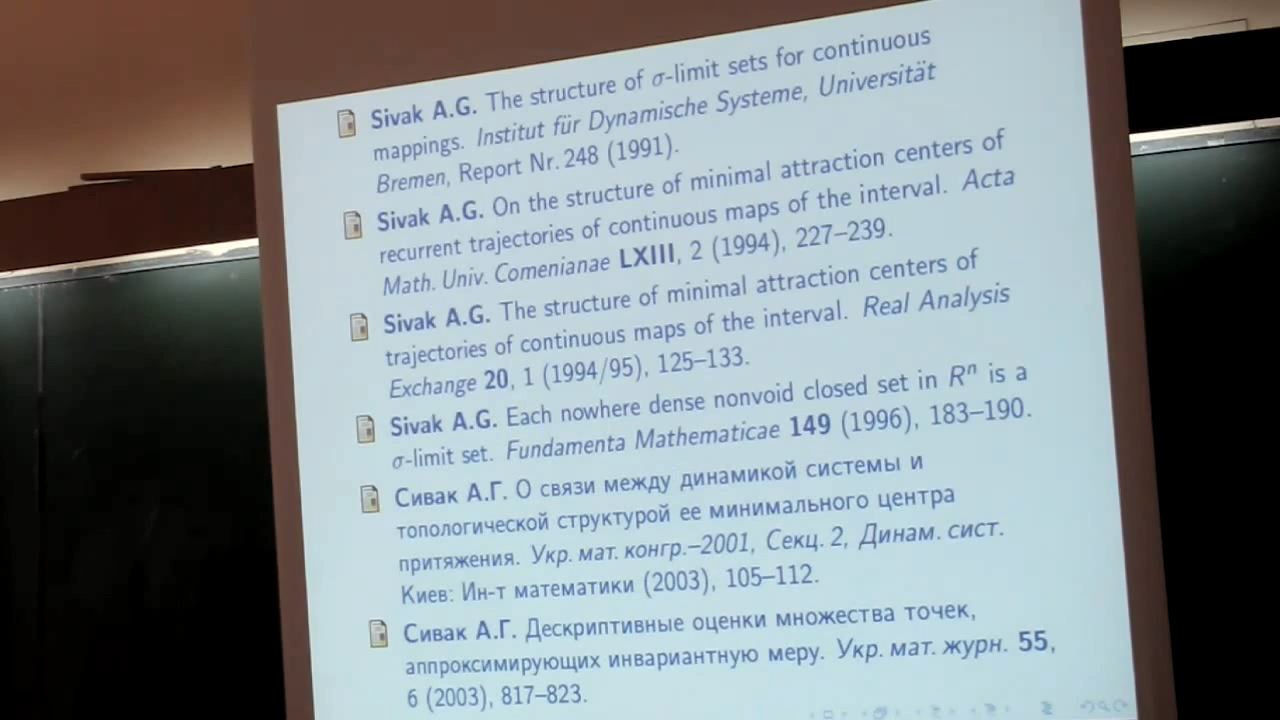 Sivak A.G. The structure of σ-limit sets for continuous
mappings. Institut für Dynamische Systeme, Universität
Bremen, Report Nr. 248 (1991).
Sivak A.G. On the structure of minimal attraction centers of
recurrent trajectories of continuous maps of the interval. Acta
Math. Univ. Comenianae LXIII, 2 (1994), 227–239.
Sivak A.G. The structure of minimal attraction centers of
trajectories of continuous maps of the interval. Real Analysis
Exchange 20, 1 (1994/95), 125–133.
Sivak A.G. Each nowhere dense nonvoid closed set in Rⁿ is a
σ-limit set. Fundamenta Mathematicae 149 (1996), 183–190.
Сивак А.Г. О связи между динамикой системы и
топологической структурой ее минимального центра
притяжения. Укр. мат. конгр.–2001, Секц. 2, Динам. сист.
Киев: Ин-т математики (2003), 105–112.
Сивак А.Г. Дескриптивные оценки множества точек,
аппроксимирующих инвариантную меру. Укр. мат. журн. 55,
6 (2003), 817–823.